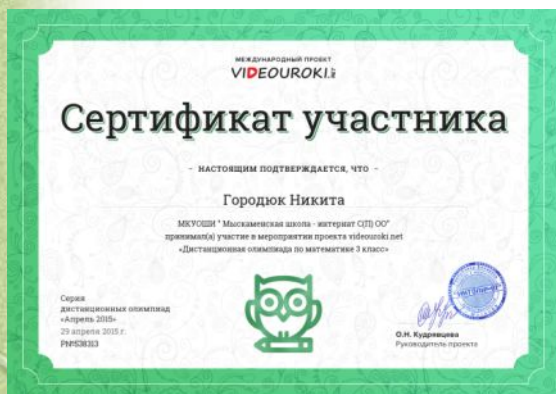 МЕЖДУНАРОДНЫЙ ПРОЕКТ
VIDEOUROKI.NET
Сертификат участника
- НАСТОЯЩИМ ПОДТВЕРЖДАЕТСЯ, ЧТО -
Городюк Никита
МКУОШИ " Мыскаменская школа - интернат С(П) ОО"
принимал(а) участие в мероприятии проекта videouroki.net
«Дистанционная олимпиада по математике 3 класс»
Серия
дистанционных олимпиад
«Апрель 2015»
29 апреля 2015 г.
РМ№538313
О.Н. Кудрявцева
Руководитель проекта